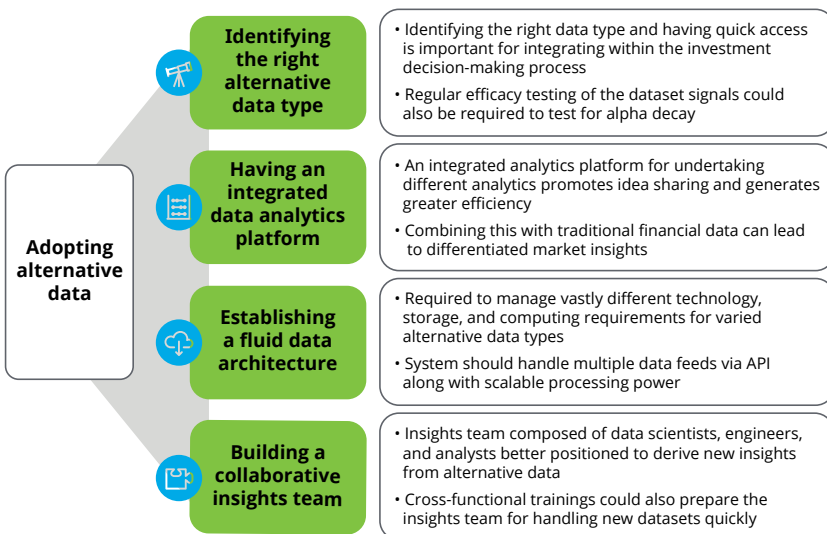 Adopting
alternative
data
Identifying
the right
alternative
data type
• Identifying the right data type and having quick access
is important for integrating within the investment
decision-making process
• Regular efficacy testing of the dataset signals could
also be required to test for alpha decay
Having an
integrated
data analytics
platform
• An integrated analytics platform for undertaking
different analytics promotes idea sharing and generates
greater efficiency
• Combining this with traditional financial data can lead
to differentiated market insights
Establishing
a fluid data
architecture
• Required to manage vastly different technology,
storage, and computing requirements for varied
alternative data types
• System should handle multiple data feeds via API
along with scalable processing power
Building a
collaborative
insights team
• Insights team composed of data scientists, engineers,
and analysts better positioned to derive new insights
from alternative data
• Cross-functional trainings could also prepare the
insights team for handling new datasets quickly